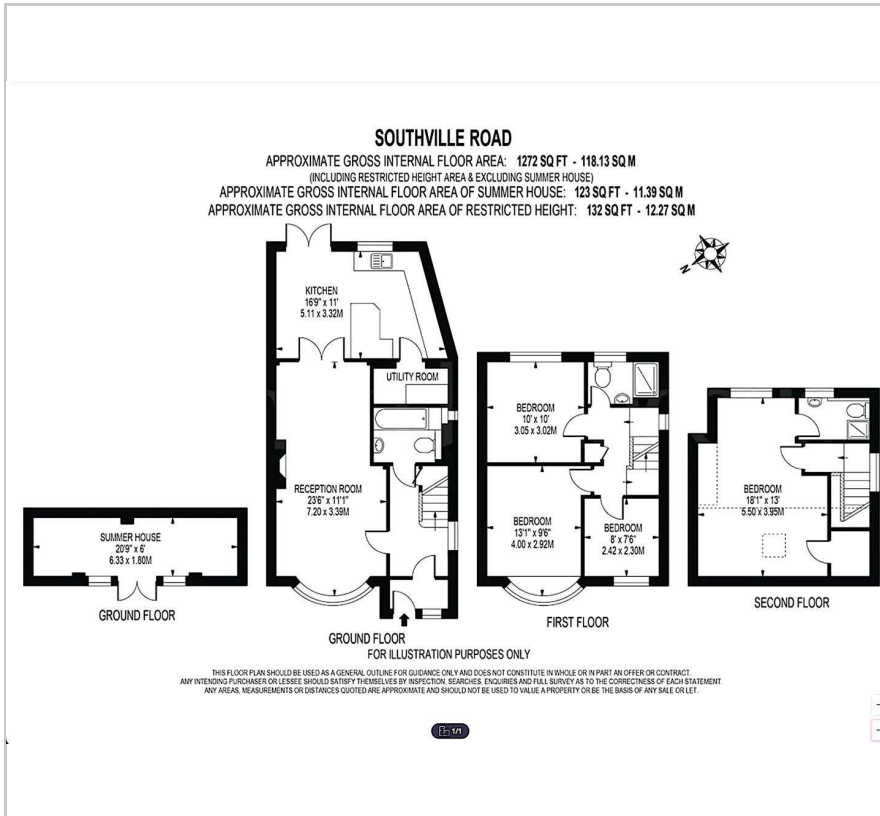 SOUTHVILLE ROAD
APPROXIMATE GROSS INTERNAL FLOOR AREA: 1272 SQ FT - 118.13 SQ M
(INCLUDING RESTRICTED HEIGHT AREA & EXCLUDING SUMMER HOUSE)
APPROXIMATE GROSS INTERNAL FLOOR AREA OF SUMMER HOUSE: 123 SQ FT - 11.39 SQ M
APPROXIMATE GROSS INTERNAL FLOOR AREA OF RESTRICTED HEIGHT: 132 SQ FT - 12.27 SQ M
N
KITCHEN
16'9" x 11'
5.11 x 3.32M
UTILITY ROOM
RECEPTION ROOM
23'6" x 11'1"
7.20 x 3.39M
BEDROOM
10' x 10'
3.05 x 3.02M
BEDROOM
13'1" x 9'6"
4.00 x 2.92M
BEDROOM
8' x 7'6"
2.42 x 2.30M
BEDROOM
18'1" x 13'
5.50 x 3.95M
SUMMER HOUSE
20'9" x 6'
6.33 x 1.80M
GROUND FLOOR
GROUND FLOOR
FIRST FLOOR
SECOND FLOOR
FOR ILLUSTRATION PURPOSES ONLY
THIS FLOOR PLAN SHOULD BE USED AS A GENERAL OUTLINE FOR GUIDANCE ONLY AND DOES NOT CONSTITUTE IN WHOLE OR IN PART AN OFFER OR CONTRACT.
ANY INTENDING PURCHASER OR LESSEE SHOULD SATISFY THEMSELVES BY INSPECTION, SEARCHES, ENQUIRIES AND FULL SURVEY AS TO THE CORRECTNESS OF EACH STATEMENT.
ANY AREAS, MEASUREMENTS OR DISTANCES QUOTED ARE APPROXIMATE AND SHOULD NOT BE USED TO VALUE A PROPERTY OR BE THE BASIS OF ANY SALE OR LET.
1/1